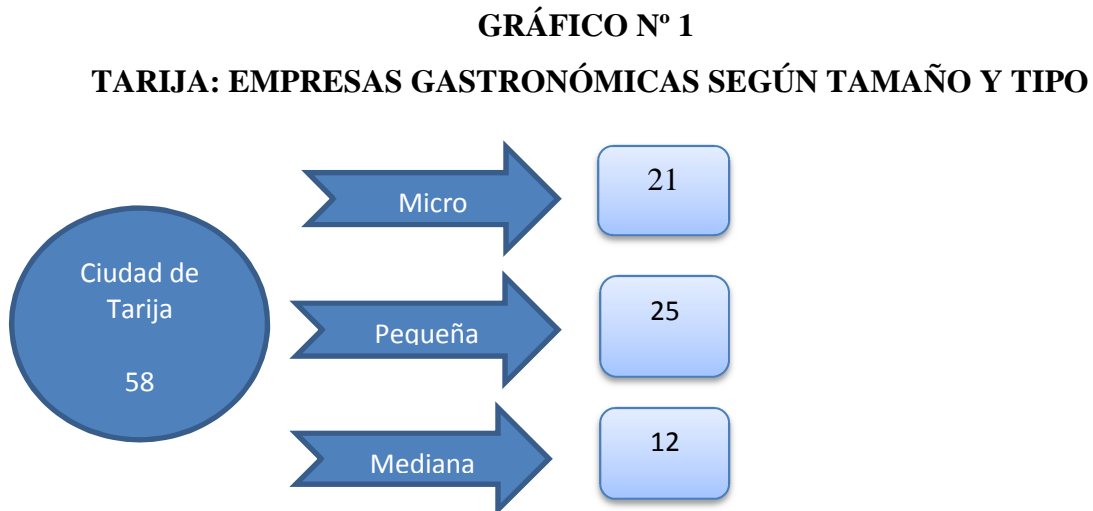 GRÁFICO Nº 1
TARIJA: EMPRESAS GASTRONÓMICAS SEGÚN TAMAÑO Y TIPO
Ciudad de
Tarija
58
Micro
21
Pequeña
25
Mediana
12